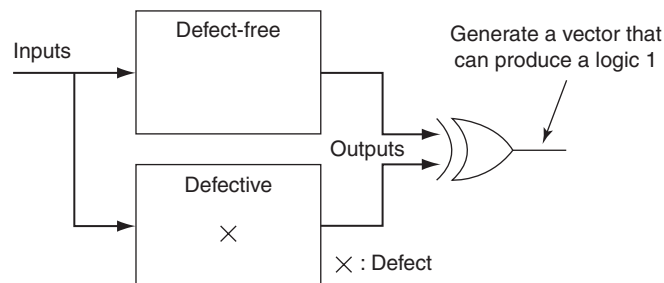 Defect-free
Generate a vector that
can produce a logic 1
Inputs
Outputs
Defective
× : Defect